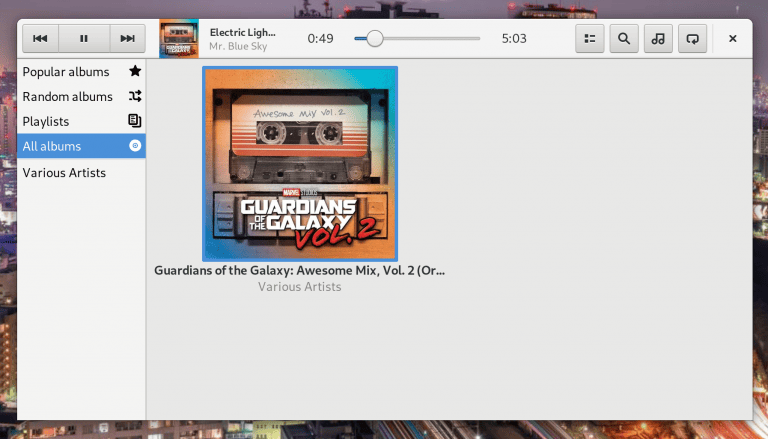 Electric Ligh...
Mr. Blue Sky
0:49
5:03
Popular albums
Random albums
Playlists
All albums
Various Artists
Awesome Mix Vol. 2
MARVEL STUDIOS
GUARDIANS
OF THE GALAXY
VOL. 2
Guardians of the Galaxy: Awesome Mix, Vol. 2 (Or...
Various Artists